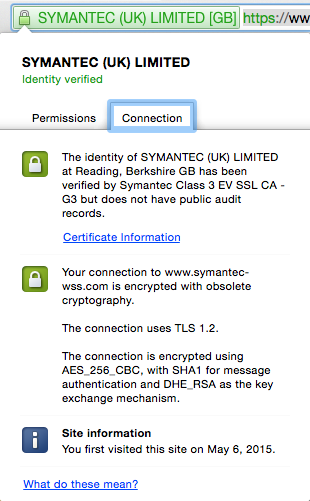 SYMANTEC (UK) LIMITED [GB] https://ww
SYMANTEC (UK) LIMITED
Identity verified
Permissions Connection
The identity of SYMANTEC (UK) LIMITED
at Reading, Berkshire GB has been
verified by Symantec Class 3 EV SSL CA -
G3 but does not have public audit
records.
Certificate Information
Your connection to www.symantec-
wss.com is encrypted with obsolete
cryptography.
The connection uses TLS 1.2.
The connection is encrypted using
AES_256_CBC, with SHA1 for message
authentication and DHE_RSA as the key
exchange mechanism.
Site information
You first visited this site on May 6, 2015.
What do these mean?